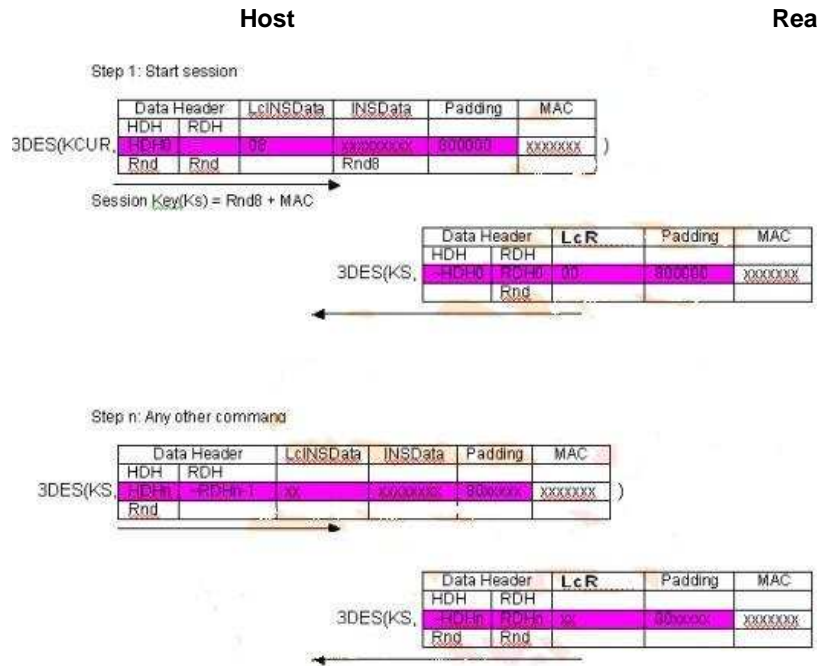 Host Rea
Step 1: Start session
Data Header LcINSData INSData Padding MAC
HDH RDH
3DES(KCUR, HDH0 08 xxxxxxxxx 800000 xxxxxxx )
Rnd Rnd Rnd8
Session Key(Ks) = Rnd8 + MAC
Data Header LcR Padding MAC
HDH RDH
3DES(KS, ~HDH0 RDH0 00 800000 xxxxxxx
Rnd
Step n: Any other command
Data Header LcINSData INSData Padding MAC
HDH RDH
3DES(KS, HDHn ~RDHn-1 xx xxxxxxxx 80xxxxx xxxxxxx )
Rnd
Data Header LcR Padding MAC
HDH RDH
3DES(KS, ~HDHn RDHn xx 80xxxxx xxxxxxx
Rnd Rnd